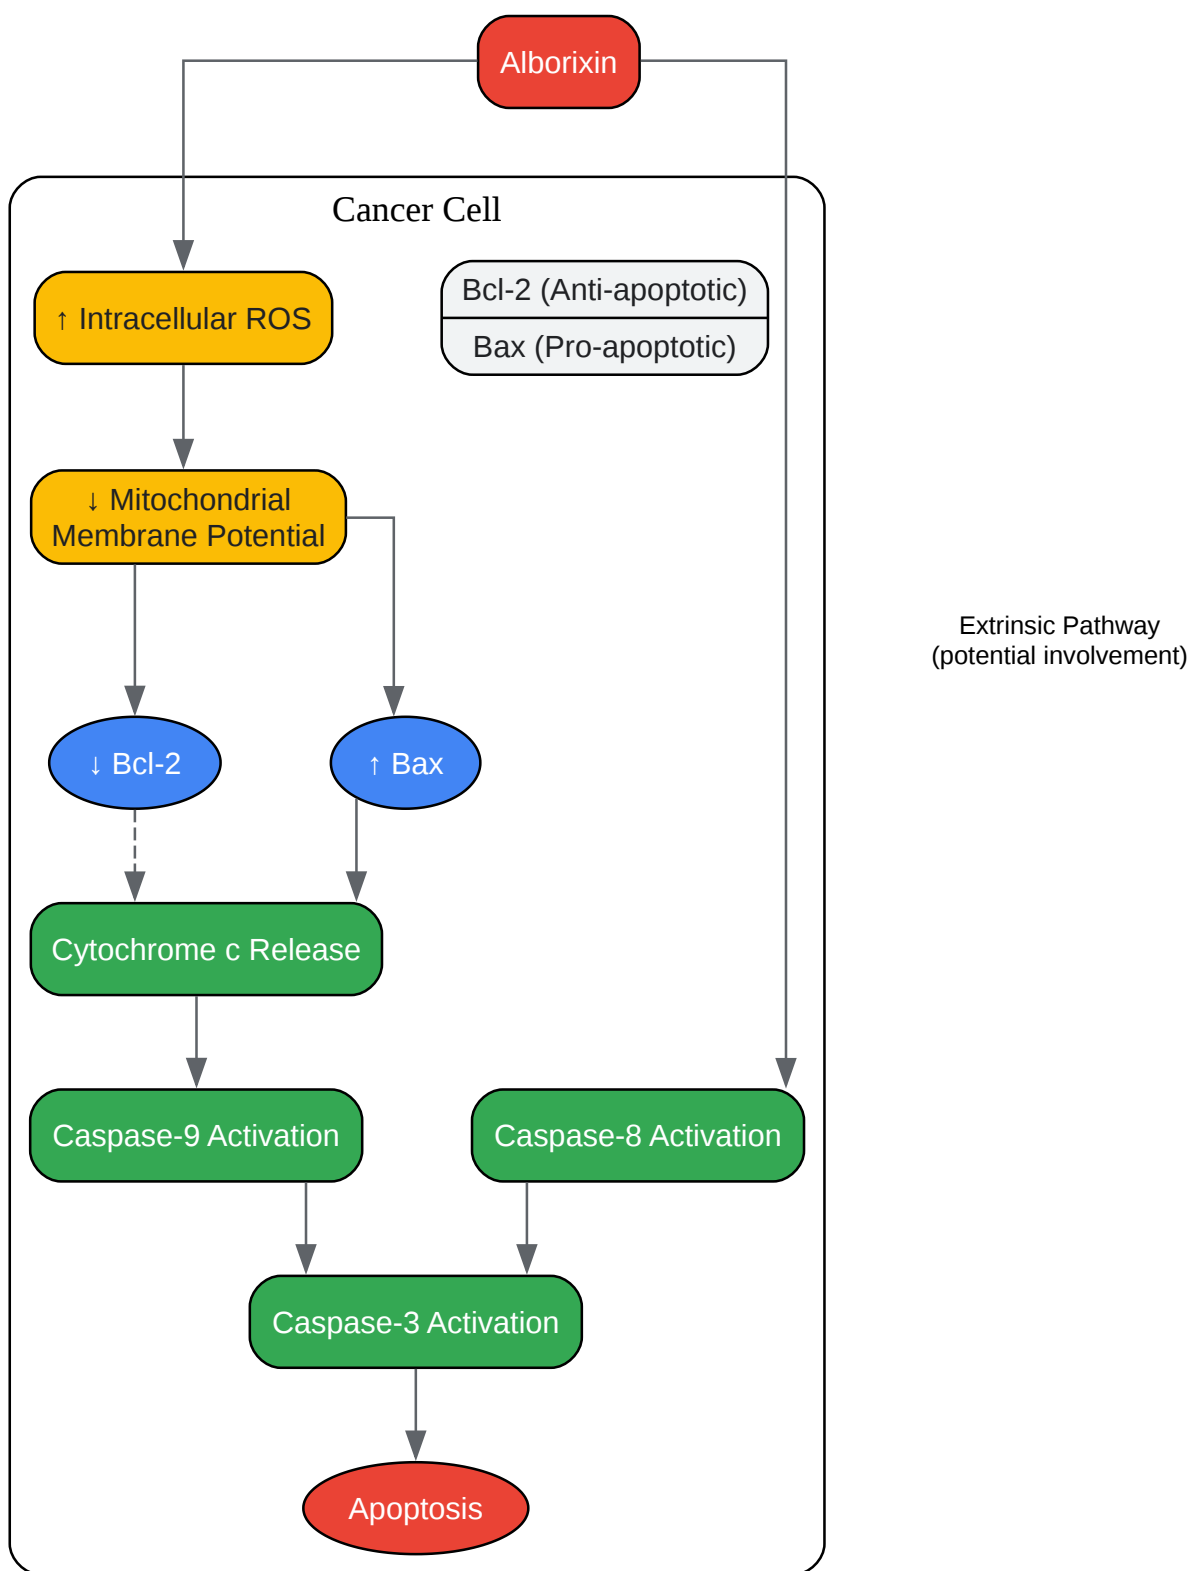 Alborixin
Cancer Cell
↑ Intracellular ROS
Bcl-2 (Anti-apoptotic)
Bax (Pro-apoptotic)
↓ Mitochondrial
Membrane Potential
Extrinsic Pathway
(potential involvement)
↓ Bcl-2
↑ Bax
Cytochrome c Release
Caspase-9 Activation
Caspase-8 Activation
Caspase-3 Activation
Apoptosis